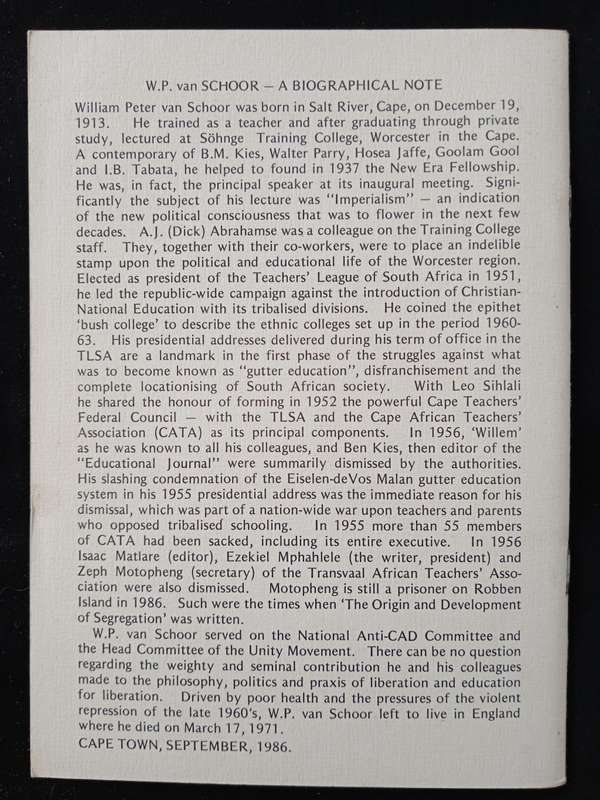 W.P. van SCHOOR — A BIOGRAPHICAL NOTE
William Peter van Schoor was born in Salt River, Cape, on December 19,
1913. He trained as a teacher and after graduating through private
study, lectured at Söhnge Training College, Worcester in the Cape.
A contemporary of B.M. Kies, Walter Parry, Hosea Jaffe, Goolam Gool
and I.B. Tabata, he helped to found in 1937 the New Era Fellowship.
He was, in fact, the principal speaker at its inaugural meeting. Signi-
ficantly the subject of his lecture was "Imperialism" — an indication
of the new political consciousness that was to flower in the next few
decades. A.J. (Dick) Abrahamse was a colleague on the Training College
staff. They, together with their co-workers, were to place an indelible
stamp upon the political and educational life of the Worcester region.
Elected as president of the Teachers' League of South Africa in 1951,
he led the republic-wide campaign against the introduction of Christian-
National Education with its tribalised divisions. He coined the epithet
'bush college' to describe the ethnic colleges set up in the period 1960-
63. His presidential addresses delivered during his term of office in the
TLSA are a landmark in the first phase of the struggles against what
was to become known as "gutter education", disfranchisement and the
complete locationising of South African society. With Leo Sihlali
he shared the honour of forming in 1952 the powerful Cape Teachers'
Federal Council — with the TLSA and the Cape African Teachers'
Association (CATA) as its principal components. In 1956, 'Willem'
as he was known to all his colleagues, and Ben Kies, then editor of the
"Educational Journal" were summarily dismissed by the authorities.
His slashing condemnation of the Eiselen-deVos Malan gutter education
system in his 1955 presidential address was the immediate reason for his
dismissal, which was part of a nation-wide war upon teachers and parents
who opposed tribalised schooling. In 1955 more than 55 members
of CATA had been sacked, including its entire executive. In 1956
Isaac Matlare (editor), Ezekiel Mphahlele (the writer, president) and
Zeph Motopheng (secretary) of the Transvaal African Teachers' Asso-
ciation were also dismissed. Motopheng is still a prisoner on Robben
Island in 1986. Such were the times when 'The Origin and Development
of Segregation' was written.
W.P. van Schoor served on the National Anti-CAD Committee and
the Head Committee of the Unity Movement. There can be no question
regarding the weighty and seminal contribution he and his colleagues
made to the philosophy, politics and praxis of liberation and education
for liberation. Driven by poor health and the pressures of the violent
repression of the late 1960's, W.P. van Schoor left to live in England
where he died on March 17, 1971.
CAPE TOWN, SEPTEMBER, 1986.